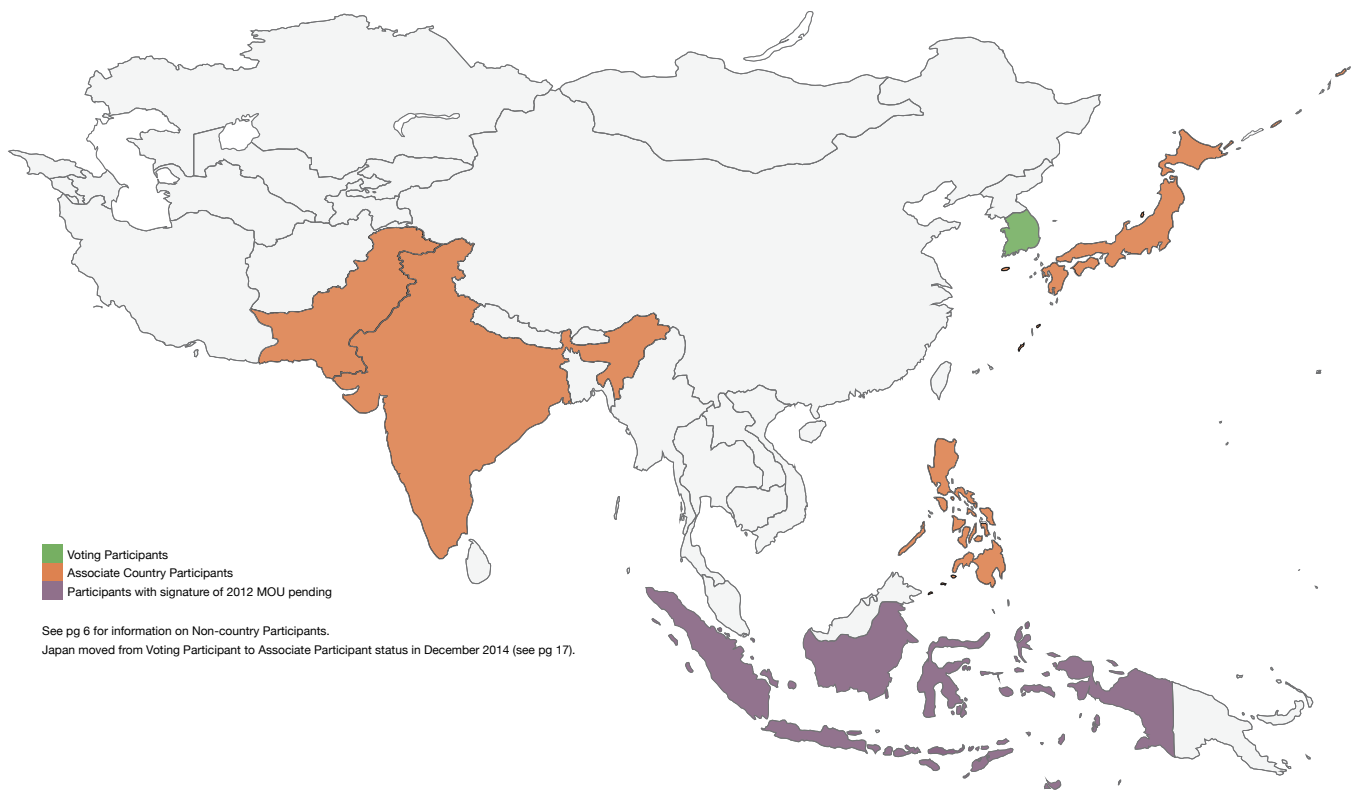 Voting Participants
Associate Country Participants
Participants with signature of 2012 MOU pending
See pg 6 for information on Non-country Participants.
Japan moved from Voting Participant to Associate Participant status in December 2014 (see pg 17).